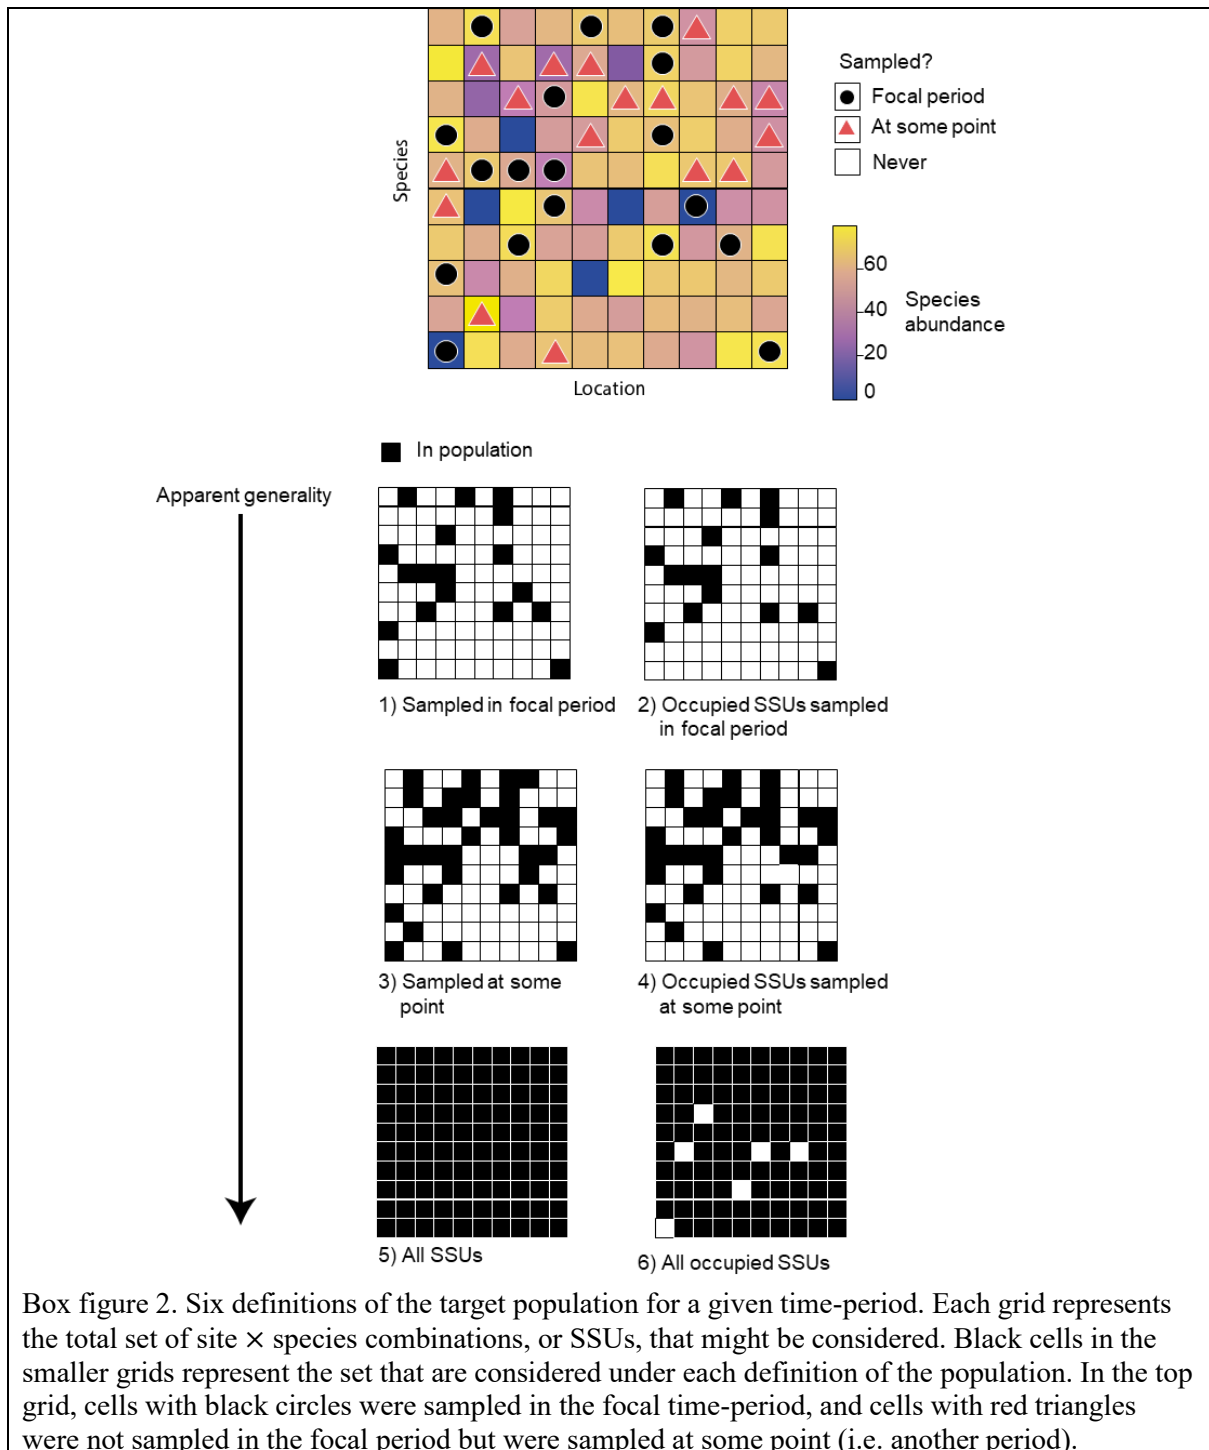 Sampled?
Focal period
At some point
Never
Species
60
40
20
0
Species
abundance
Location
In population
Apparent generality
1) Sampled in focal period
2) Occupied SSUs sampled
in focal period
3) Sampled at some
point
4) Occupied SSUs sampled
at some point
5) All SSUs
6) All occupied SSUs
Box figure 2. Six definitions of the target population for a given time-period. Each grid represents
the total set of site × species combinations, or SSUs, that might be considered. Black cells in the
smaller grids represent the set that are considered under each definition of the population. In the top
grid, cells with black circles were sampled in the focal time-period, and cells with red triangles
were not sampled in the focal period but were sampled at some point (i.e. another period).